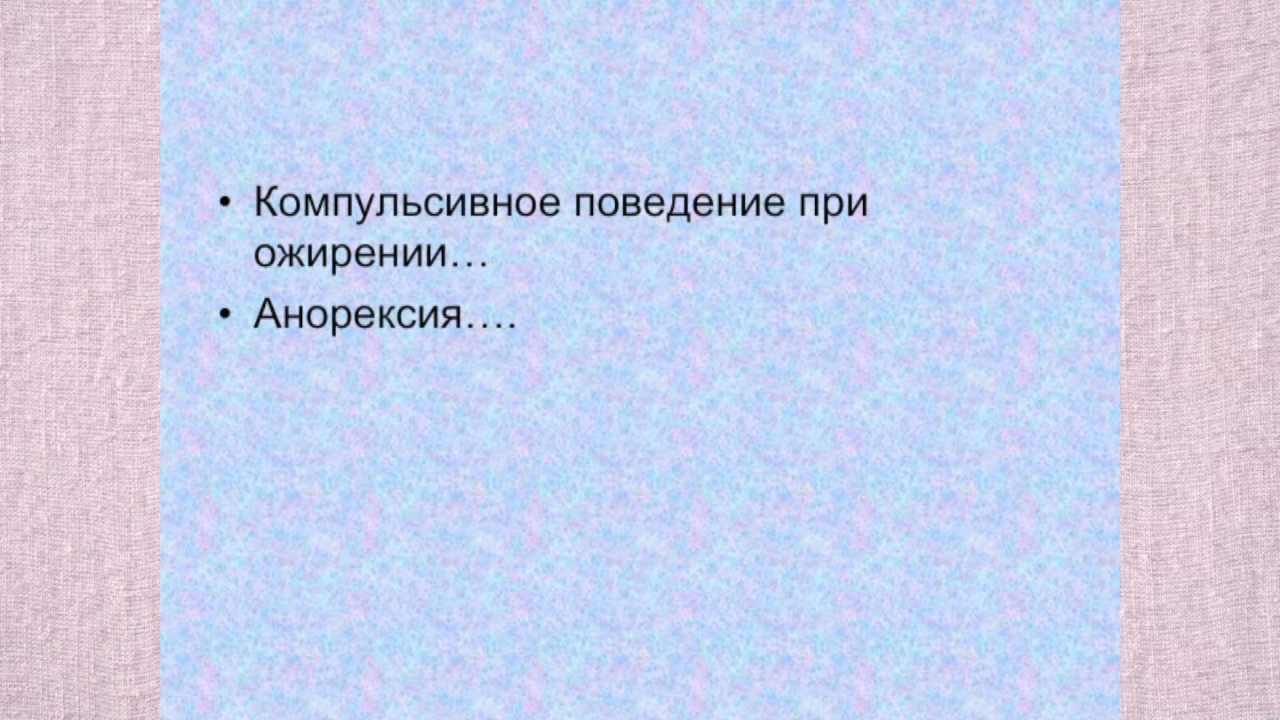 • Компульсивное поведение при
ожирении…
• Анорексия….